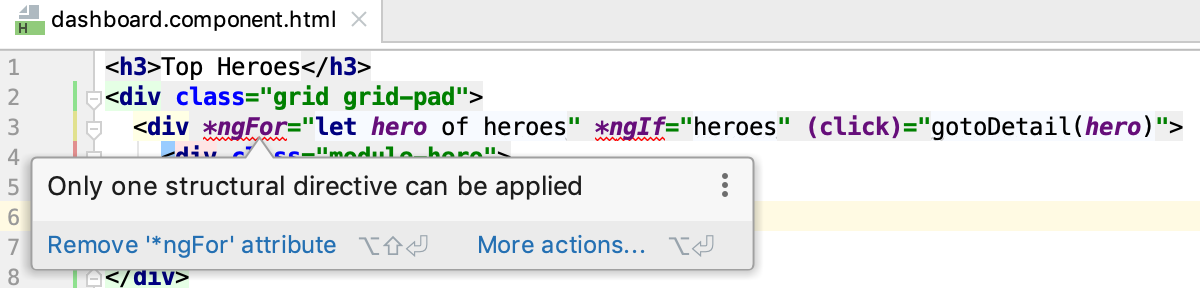 dashboard.component.html
H
1 <h3>Top Heroes</h3>
2 <div class="grid grid-pad">
3 <div *ngFor="let hero of heroes" *ngIf="heroes" (click)="gotoDetail(hero)">
4 <div class="module-hero">
5
6
7
8 </div>
Only one structural directive can be applied
Remove '*ngFor' attribute ⌥⇧⏎ More actions... ⌥⏎